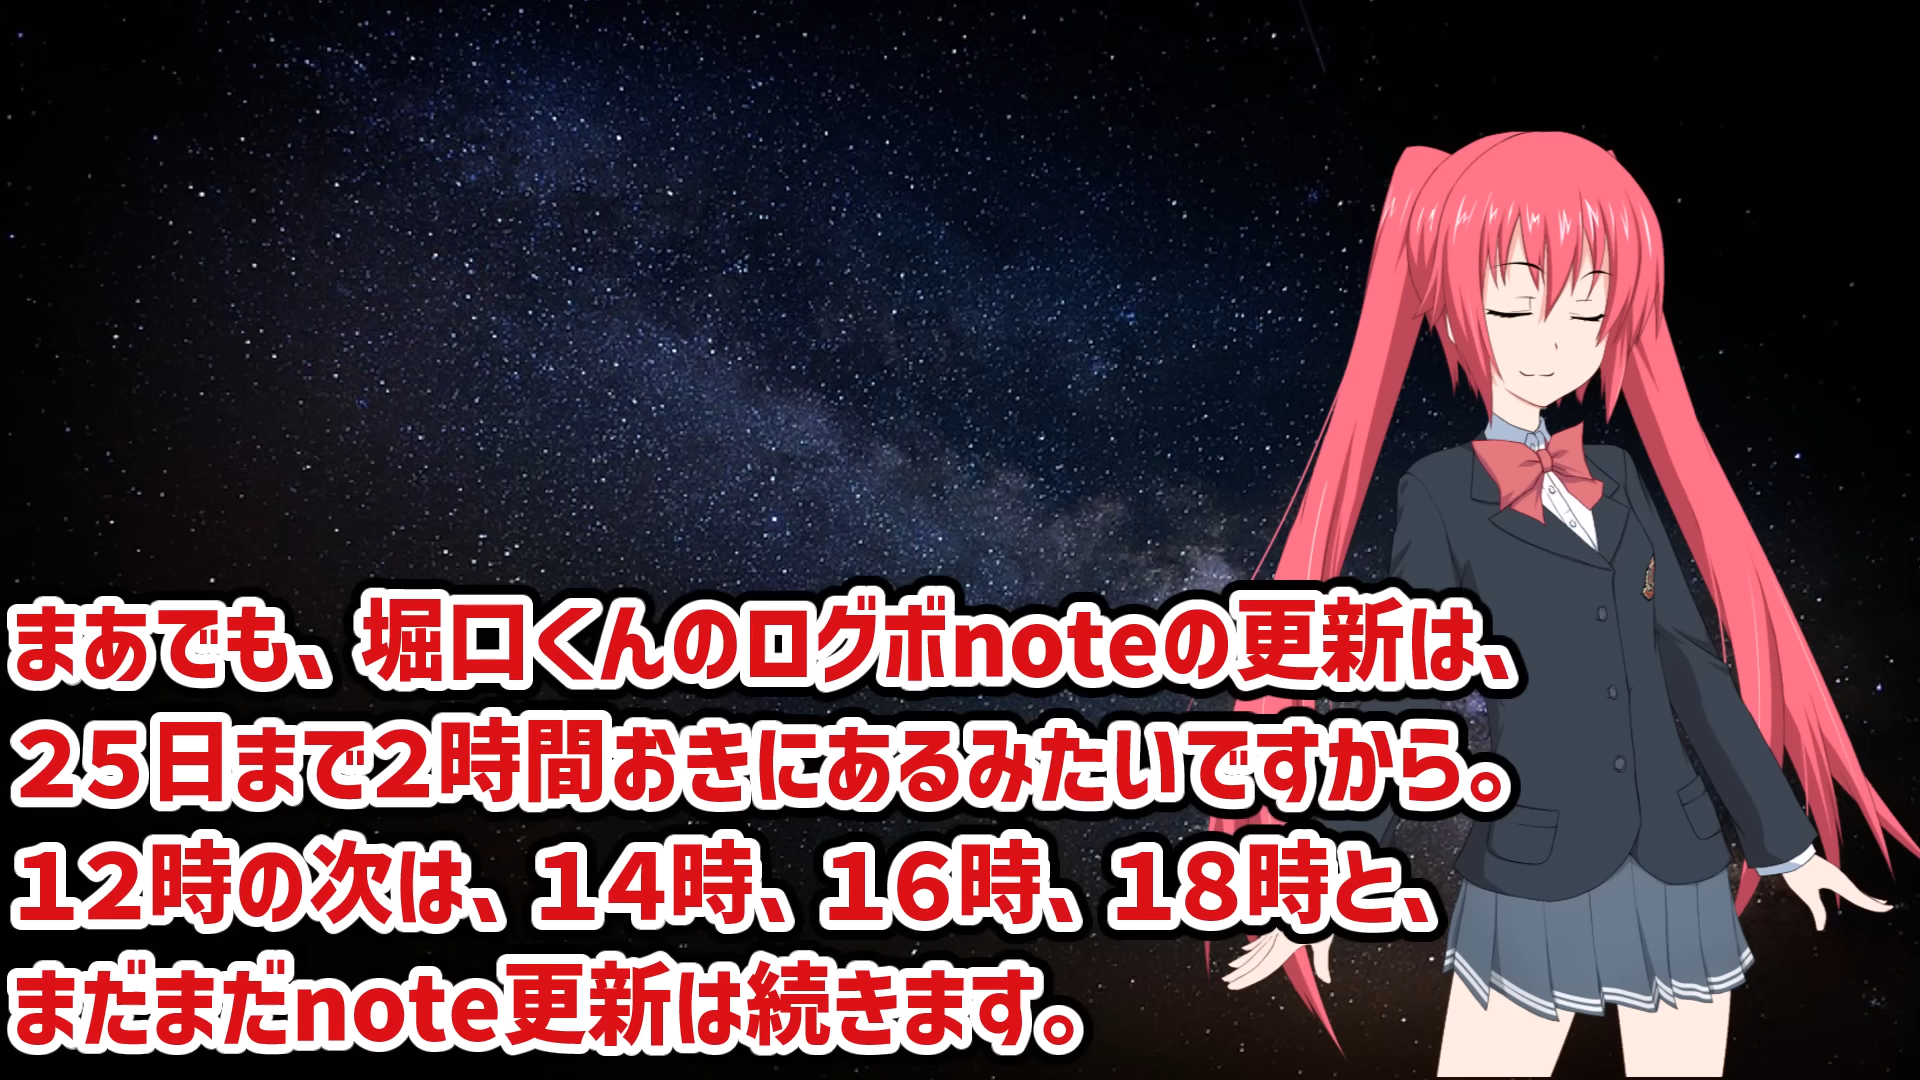 まあでも、堀口くんのログボnoteの更新は、
２５日まで２時間おきにあるみたいですから。
１２時の次は、１４時、１６時、１８時と、
まだまだnote更新は続きます。